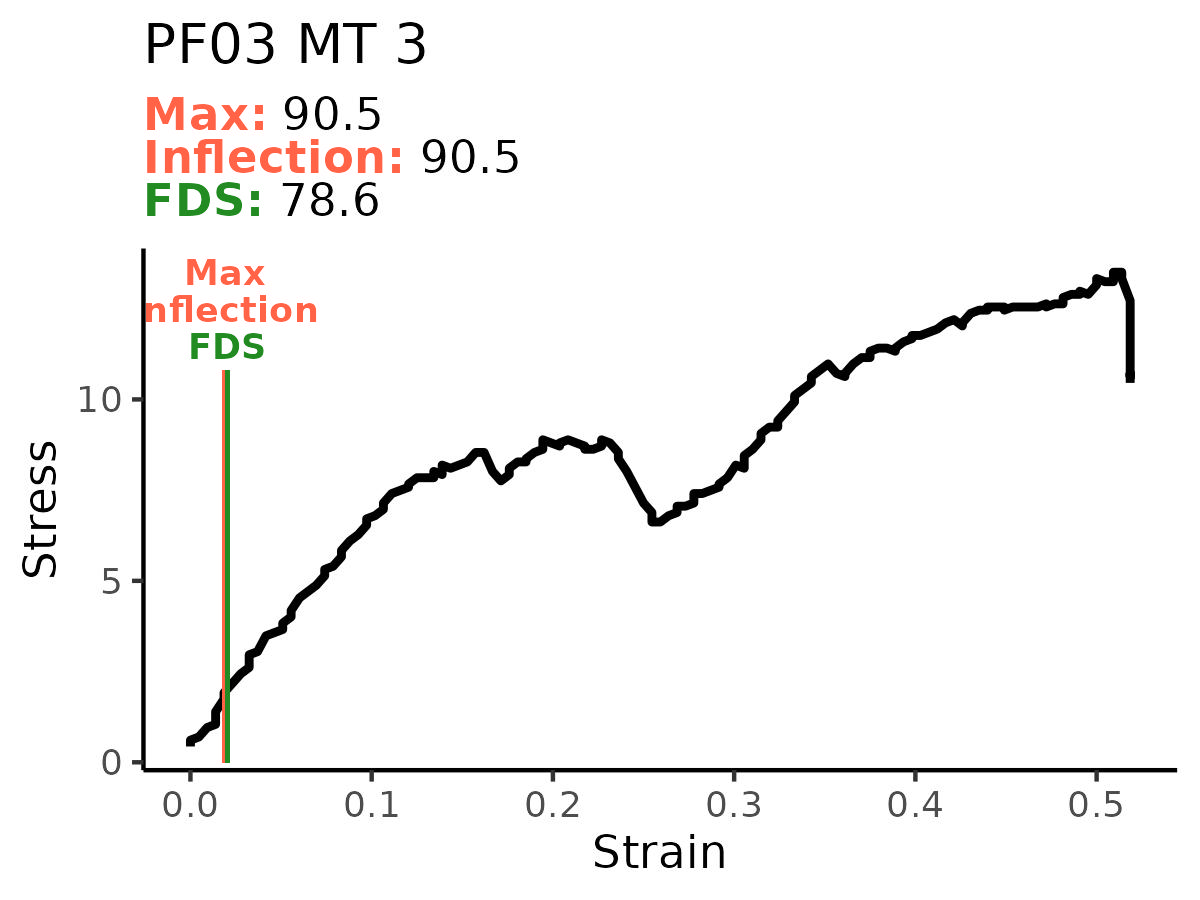 PF03 MT 3
Max: 90.5
Inflection: 90.5
FDS: 78.6
Max
nflection
FDS
10
5
0
Stress
0.0 0.1 0.2 0.3 0.4 0.5
Strain